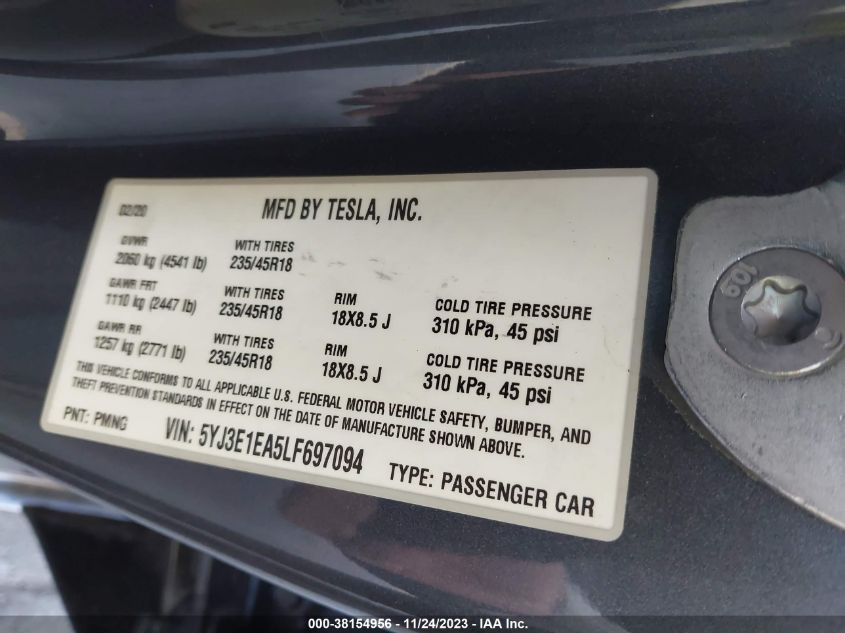 02/20 MFD BY TESLA, INC.
GVWR
2060 kg (4541 lb)
WITH TIRES
235/45R18
GAWR FRT
1110 kg (2447 lb)
WITH TIRES
235/45R18
RIM
18X8.5 J
COLD TIRE PRESSURE
310 kPa, 45 psi
GAWR RR
1257 kg (2771 lb)
WITH TIRES
235/45R18
RIM
18X8.5 J
COLD TIRE PRESSURE
310 kPa, 45 psi
THIS VEHICLE CONFORMS TO ALL APPLICABLE U.S. FEDERAL MOTOR VEHICLE SAFETY, BUMPER, AND
THEFT PREVENTION STANDARDS IN EFFECT ON THE DATE OF MANUFACTURE SHOWN ABOVE.
PNT: PMNG VIN: 5YJ3E1EA5LF697094 TYPE: PASSENGER CAR
109
000-38154956 - 11/24/2023 - IAA Inc.